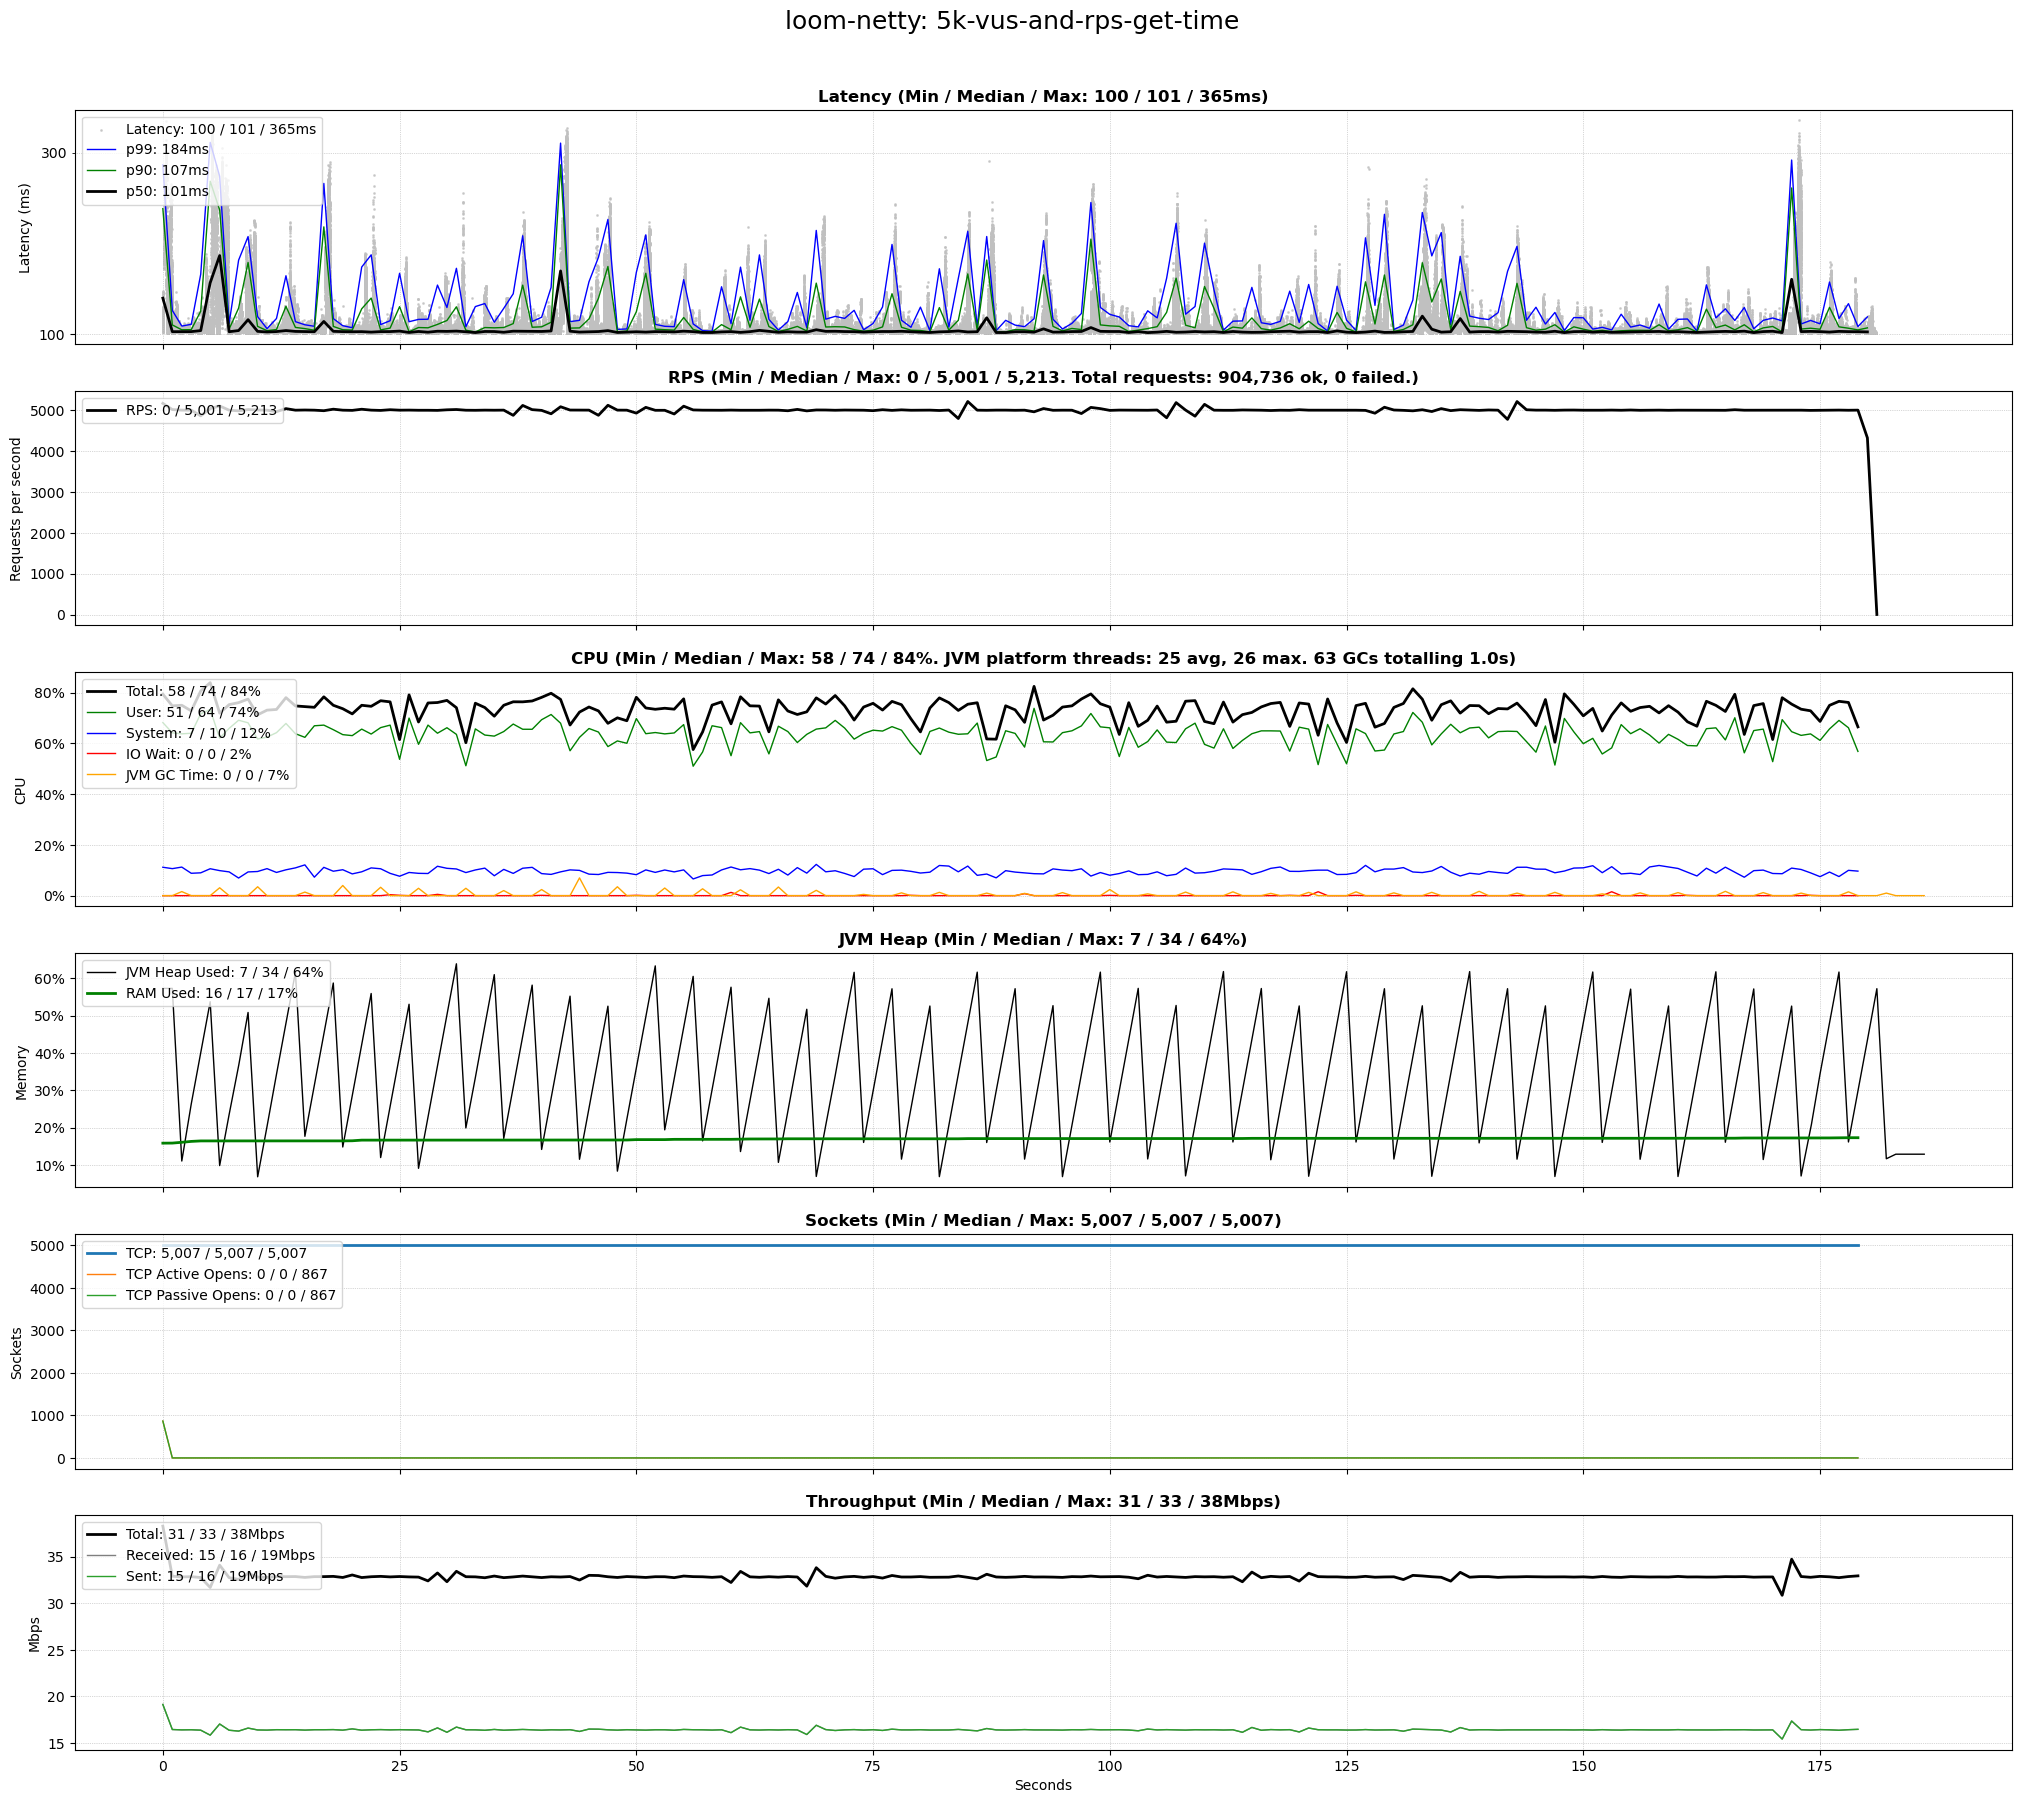 loom-netty: 5k-vus-and-rps-get-time
Latency (Min / Median / Max: 100 / 101 / 365ms)
Latency: 100 / 101 / 365ms
p99: 184ms
p90: 107ms
p50: 101ms
300
100
Latency (ms)
RPS (Min / Median / Max: 0 / 5,001 / 5,213. Total requests: 904,736 ok, 0 failed.)
RPS: 0 / 5,001 / 5,213
5000
4000
3000
2000
1000
0
Requests per second
CPU (Min / Median / Max: 58 / 74 / 84%. JVM platform threads: 25 avg, 26 max. 63 GCs totalling 1.0s)
Total: 58 / 74 / 84%
User: 51 / 64 / 74%
System: 7 / 10 / 12%
IO Wait: 0 / 0 / 2%
JVM GC Time: 0 / 0 / 7%
80%
60%
40%
20%
0%
CPU
JVM Heap (Min / Median / Max: 7 / 34 / 64%)
JVM Heap Used: 7 / 34 / 64%
RAM Used: 16 / 17 / 17%
60%
50%
40%
30%
20%
10%
Memory
Sockets (Min / Median / Max: 5,007 / 5,007 / 5,007)
TCP: 5,007 / 5,007 / 5,007
TCP Active Opens: 0 / 0 / 867
TCP Passive Opens: 0 / 0 / 867
5000
4000
3000
2000
1000
0
Sockets
Throughput (Min / Median / Max: 31 / 33 / 38Mbps)
Total: 31 / 33 / 38Mbps
Received: 15 / 16 / 19Mbps
Sent: 15 / 16 / 19Mbps
35
30
25
20
15
Mbps
0 25 50 75 100 125 150 175
Seconds